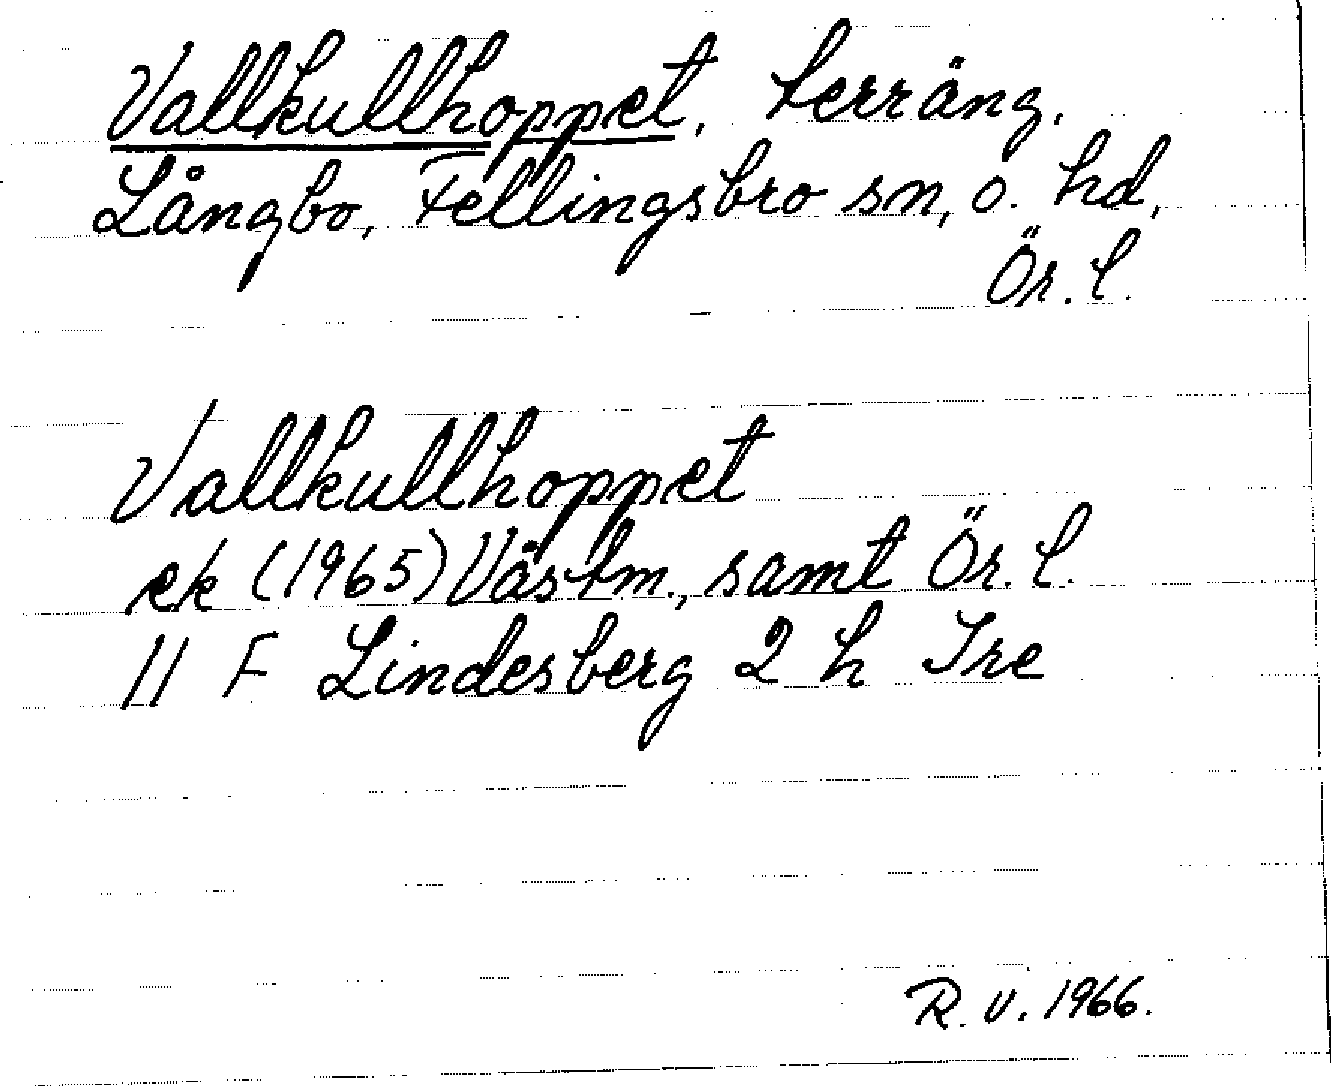 Vallkullhoppet, terräng.
Långbo, Fellingsbro sn, o. hd,
Ör. l.
Vallkullhoppet
ek (1965) Västm., samt Ör. l.
11 F Lindesberg 2 h Tre
R. V. 1966.